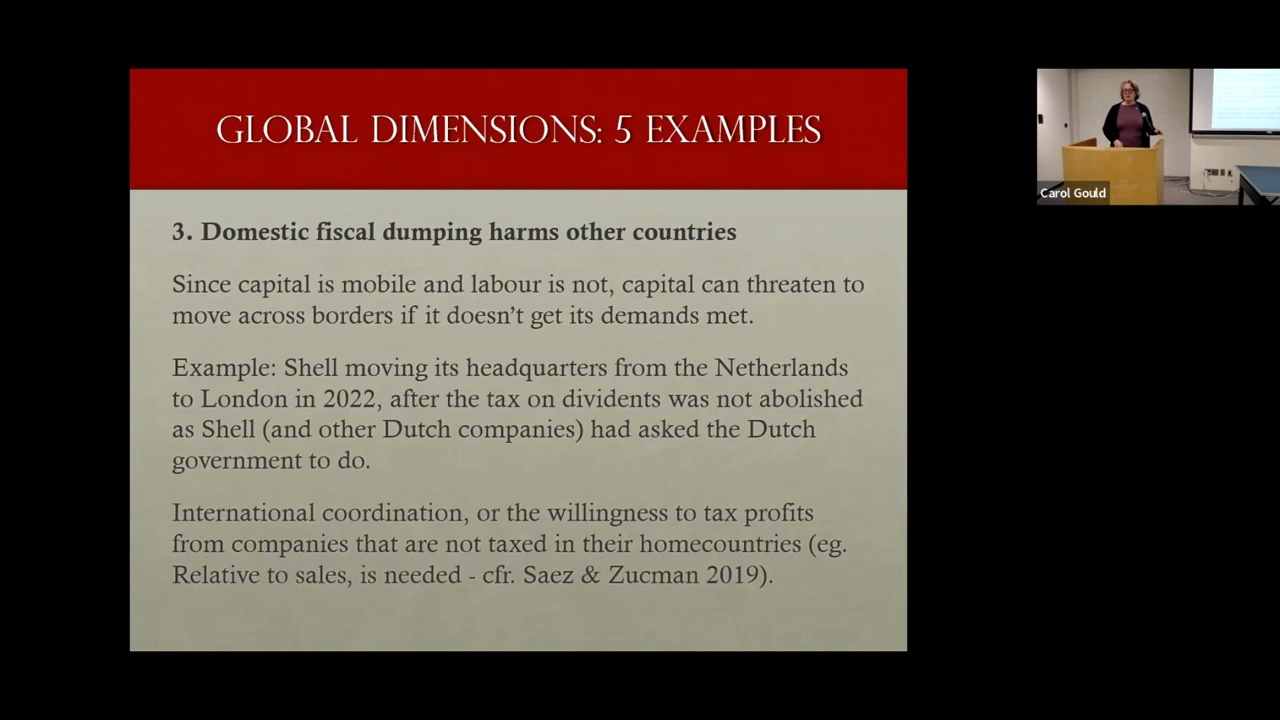 GLOBAL DIMENSIONS: 5 EXAMPLES
3. Domestic fiscal dumping harms other countries
Since capital is mobile and labour is not, capital can threaten to
move across borders if it doesn’t get its demands met.
Example: Shell moving its headquarters from the Netherlands
to London in 2022, after the tax on dividents was not abolished
as Shell (and other Dutch companies) had asked the Dutch
government to do.
International coordination, or the willingness to tax profits
from companies that are not taxed in their homecountries (eg.
Relative to sales, is needed - cfr. Saez & Zucman 2019).
Carol Gould